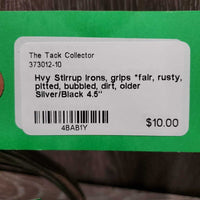 The Tack Collector
373012-10
Hvy Stirrup Irons, grips *fair, rusty,
pitted, bubbled, dirt, older
Silver/Black 4.5"
4BAB1Y
$10.00